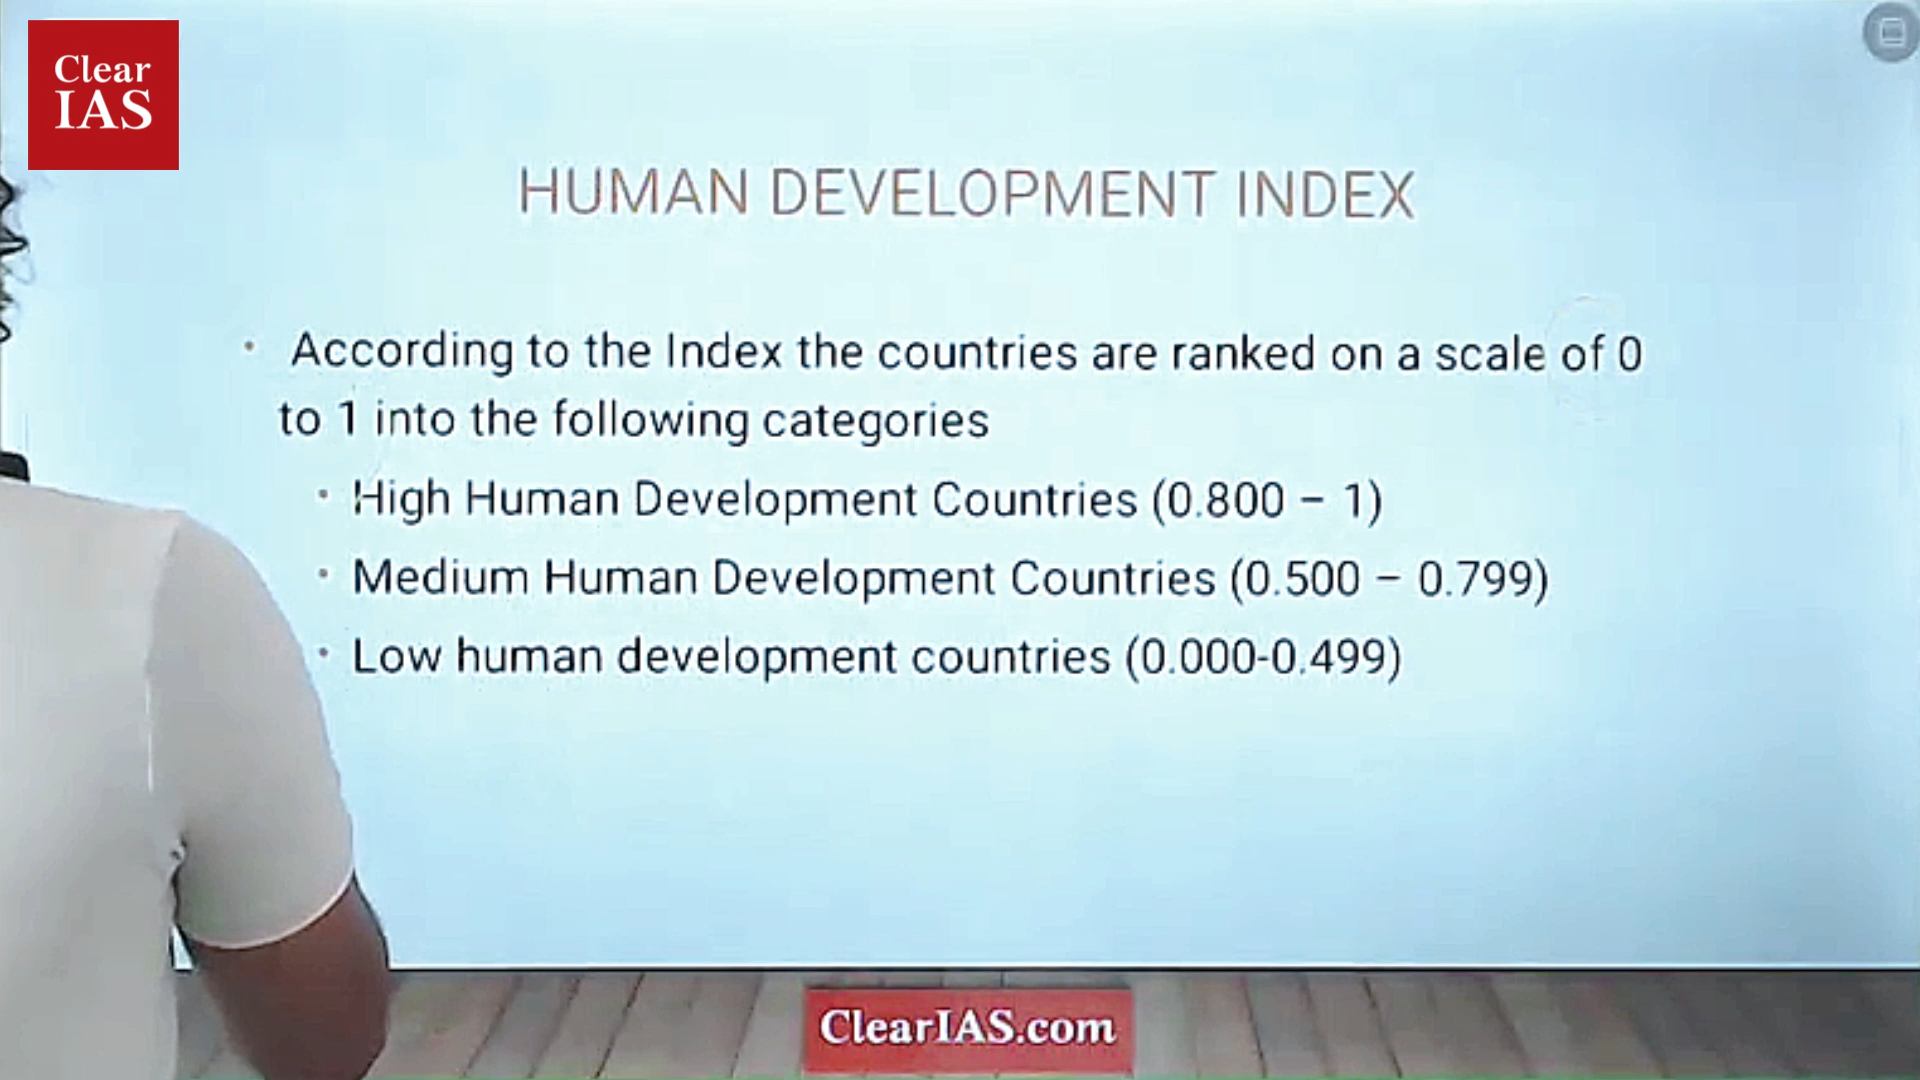 Clear
IAS
HUMAN DEVELOPMENT INDEX
· According to the Index the countries are ranked on a scale of 0
to 1 into the following categories
· High Human Development Countries (0.800 – 1)
· Medium Human Development Countries (0.500 – 0.799)
· Low human development countries (0.000-0.499)
ClearIAS.com